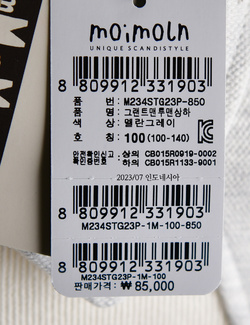 moimoln
UNIQUE SCANDISTYLE
8 809912 331903
품 번: M234STG23P-850
품 명: 그랜트맨투맨상하
색 상: 멜란그레이
호 칭: 100 (100-140)
안전확인신고 확인증번호 : 상의 CB015R0919-0002
하의 CB015R1133-9001
2023/07 인도네시아
8 809912 331903
M234STG23P-1M-100-850
8 809912 331903
M234STG23P-1M-100
판매가격: ₩ 85,000